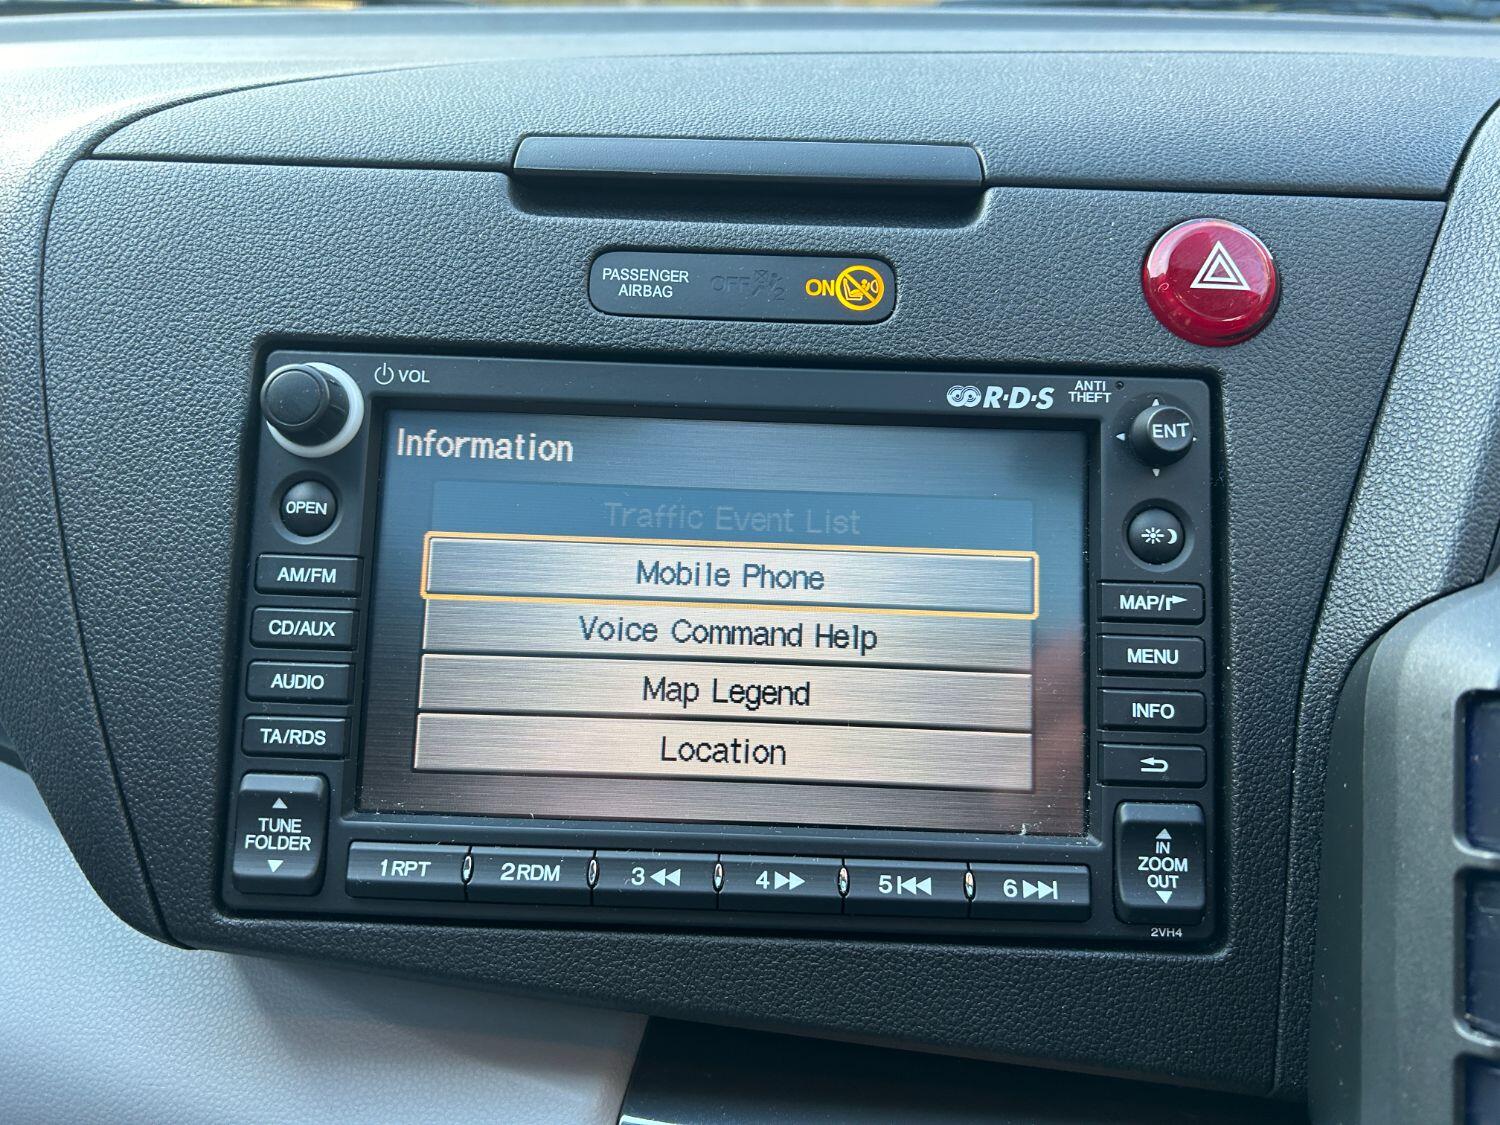 PASSENGER
AIRBAG
OFF
2
ON
VOL
R·D·S
ANTI
THEFT
ENT
OPEN
AM/FM
CD/AUX
AUDIO
TA/RDS
TUNE
FOLDER
Information
Traffic Event List
Mobile Phone
Voice Command Help
Map Legend
Location
MAP/
MENU
INFO
IN
ZOOM
OUT
2VH4
1RPT
2RDM
3
4
5
6